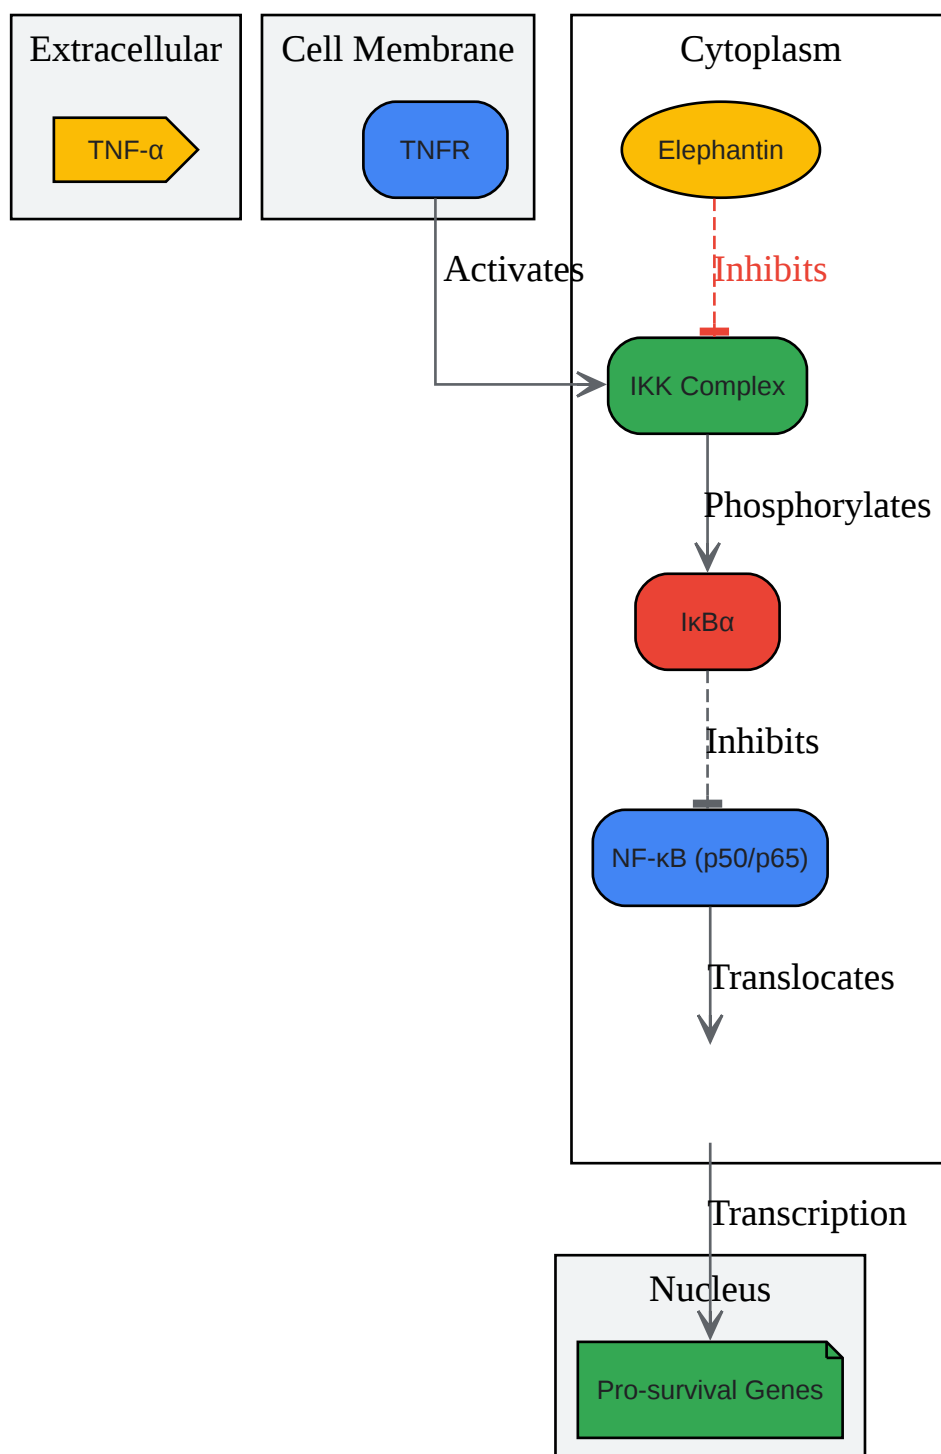 Extracellular
Cell Membrane
Cytoplasm
TNF-α
TNFR
Elephantin
Activates
Inhibits
IKK Complex
Phosphorylates
IκBα
Inhibits
NF-κB (p50/p65)
Translocates
Transcription
Nucleus
Pro-survival Genes